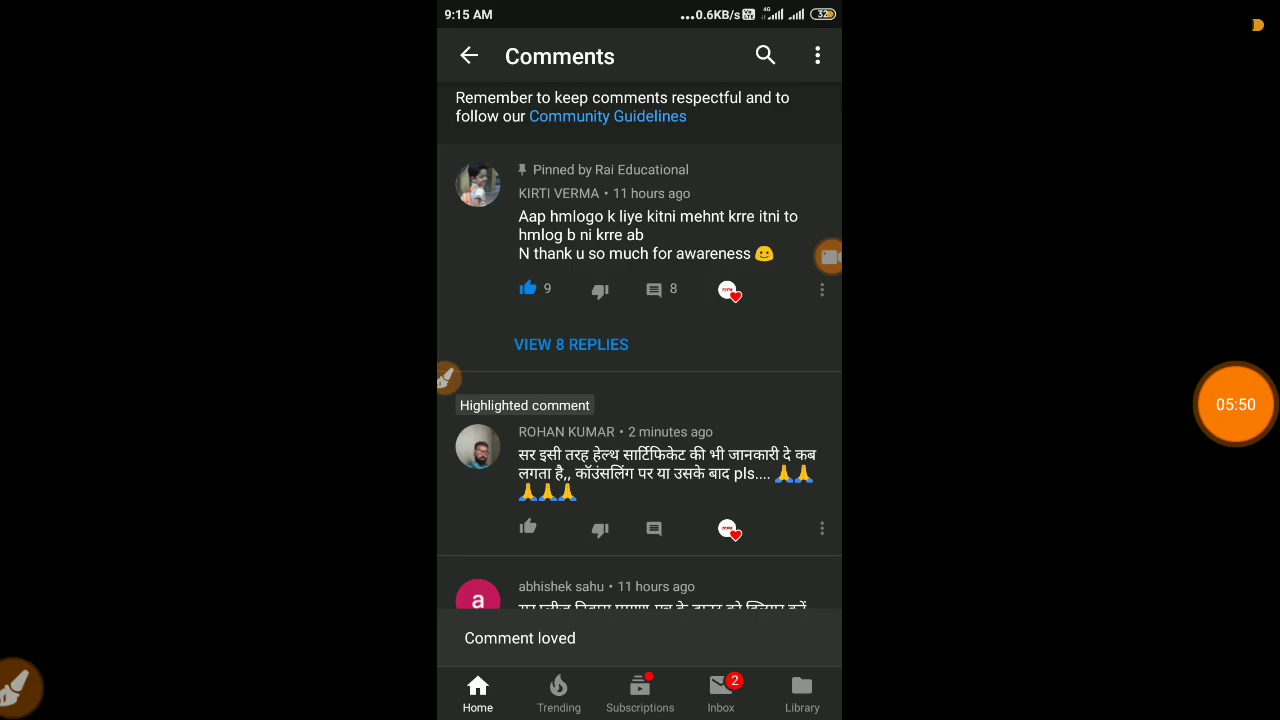 9:15 AM
...0.6KB/s
4G
32
Comments
Remember to keep comments respectful and to
follow our Community Guidelines
Pinned by Rai Educational
KIRTI VERMA • 11 hours ago
Aap hmlogo k liye kitni mehnt krre itni to
hmlog b ni krre ab
N thank u so much for awareness 🙂
9
8
VIEW 8 REPLIES
05:50
Highlighted comment
ROHAN KUMAR • 2 minutes ago
सर इसी तरह हेल्थ सार्टिफिकेट की भी जानकारी दे कब
लगता है,, कॉउंसलिंग पर या उसके बाद pls.... 🙏🙏
🙏🙏🙏
abhishek sahu • 11 hours ago
a
Comment loved
2
Home
Trending
Subscriptions
Inbox
Library